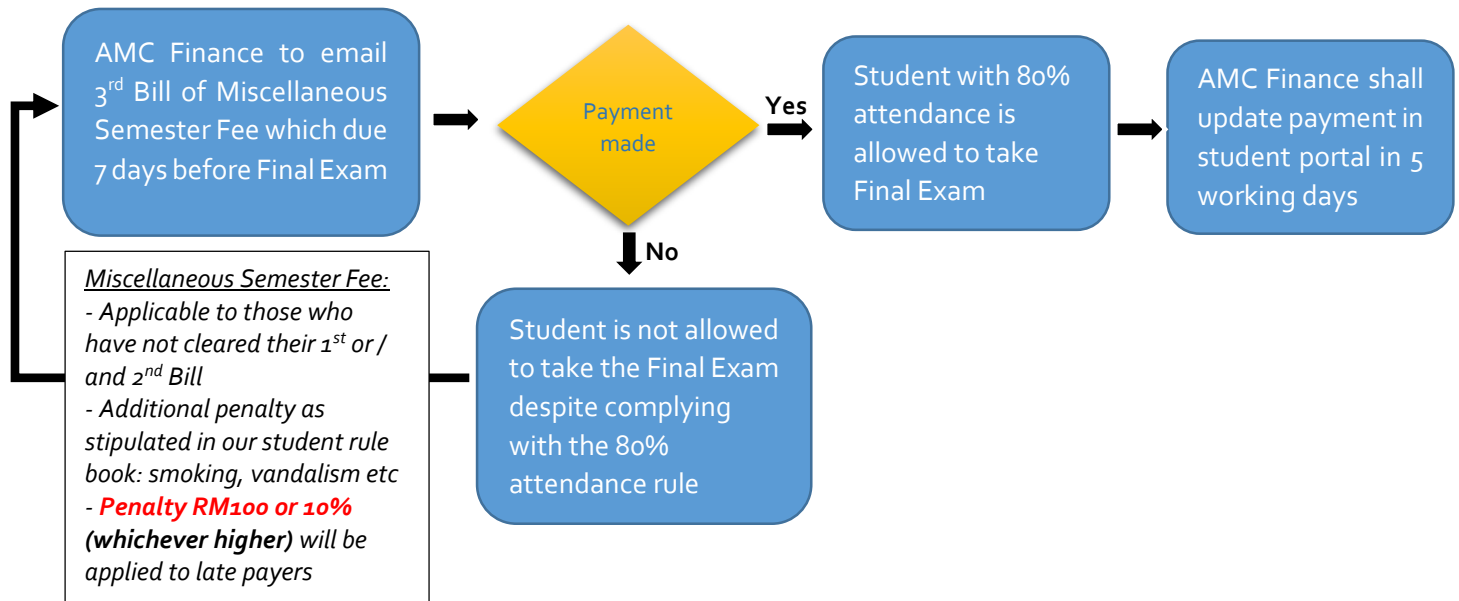 AMC Finance to email
3rd Bill of Miscellaneous
Semester Fee which due
7 days before Final Exam
Payment
made
Yes
Student with 80%
attendance is
allowed to take
Final Exam
AMC Finance shall
update payment in
student portal in 5
working days
No
Student is not allowed
to take the Final Exam
despite complying
with the 80%
attendance rule
Miscellaneous Semester Fee:
- Applicable to those who
have not cleared their 1st or /
and 2nd Bill
- Additional penalty as
stipulated in our student rule
book: smoking, vandalism etc
- Penalty RM100 or 10%
(whichever higher) will be
applied to late payers